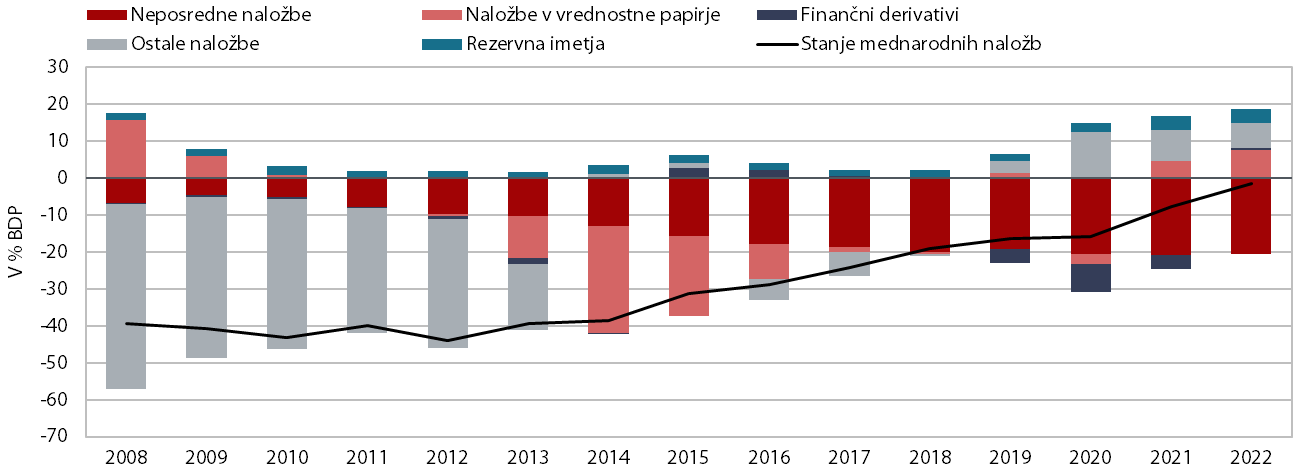 Neposredne naložbe
Naložbe v vrednostne papirje
Finančni derivativi
Ostale naložbe
Rezervna imetja
Stanje mednarodnih naložb
V % BDP
30
20
10
0
-10
-20
-30
-40
-50
-60
-70
2008 2009 2010 2011 2012 2013 2014 2015 2016 2017 2018 2019 2020 2021 2022